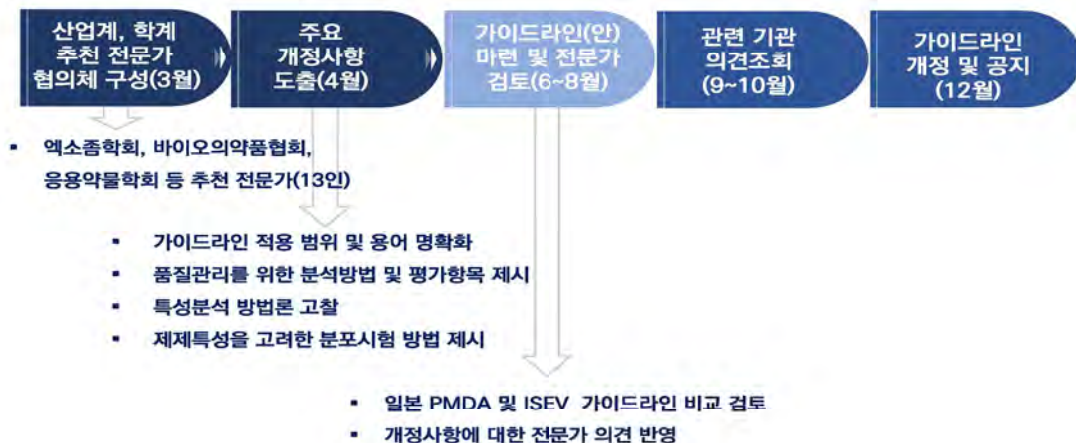 산업계, 학계
추천 전문가
협의체 구성(3월)
주요
개정사항
도출(4월)
가이드라인(안)
마련 및 전문가
검토(6~8월)
관련 기관
의견조회
(9~10월)
가이드라인
개정 및 공지
(12월)
▪ 엑소좀학회, 바이오의약품협회,
응용약물학회 등 추천 전문가(13인)
▪ 가이드라인 적용 범위 및 용어 명확화
▪ 품질관리를 위한 분석방법 및 평가항목 제시
▪ 특성분석 방법론 고찰
▪ 제제특성을 고려한 분포시험 방법 제시
▪ 일본 PMDA 및 ISEV 가이드라인 비교 검토
▪ 개정사항에 대한 전문가 의견 반영